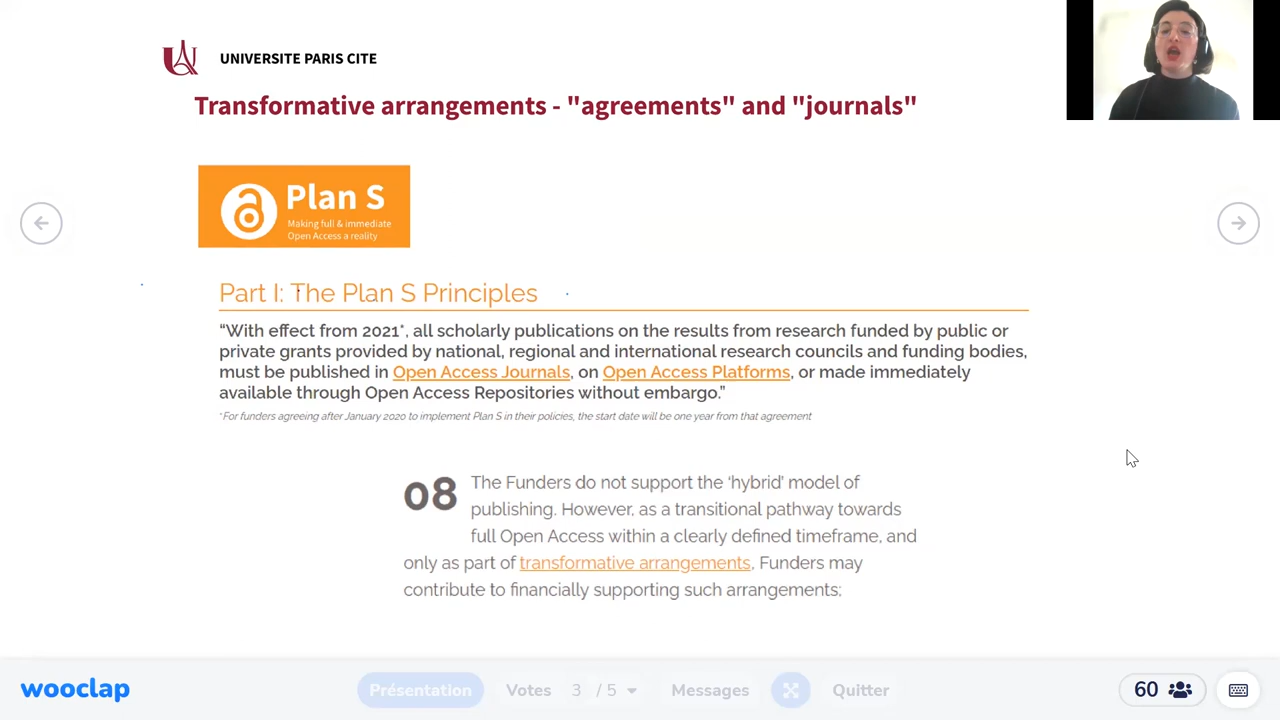 UNIVERSITE PARIS CITE
Transformative arrangements - "agreements" and "journals"
Plan S
Making full & immediate
Open Access a reality
Part I: The Plan S Principles
“With effect from 2021*, all scholarly publications on the results from research funded by public or
private grants provided by national, regional and international research councils and funding bodies,
must be published in Open Access Journals, on Open Access Platforms, or made immediately
available through Open Access Repositories without embargo.”
*For funders agreeing after January 2020 to implement Plan S in their policies, the start date will be one year from that agreement
08 The Funders do not support the ‘hybrid’ model of
publishing. However, as a transitional pathway towards
full Open Access within a clearly defined timeframe, and
only as part of transformative arrangements, Funders may
contribute to financially supporting such arrangements;
wooclap Présentation Votes 3 / 5 Messages Quitter 60